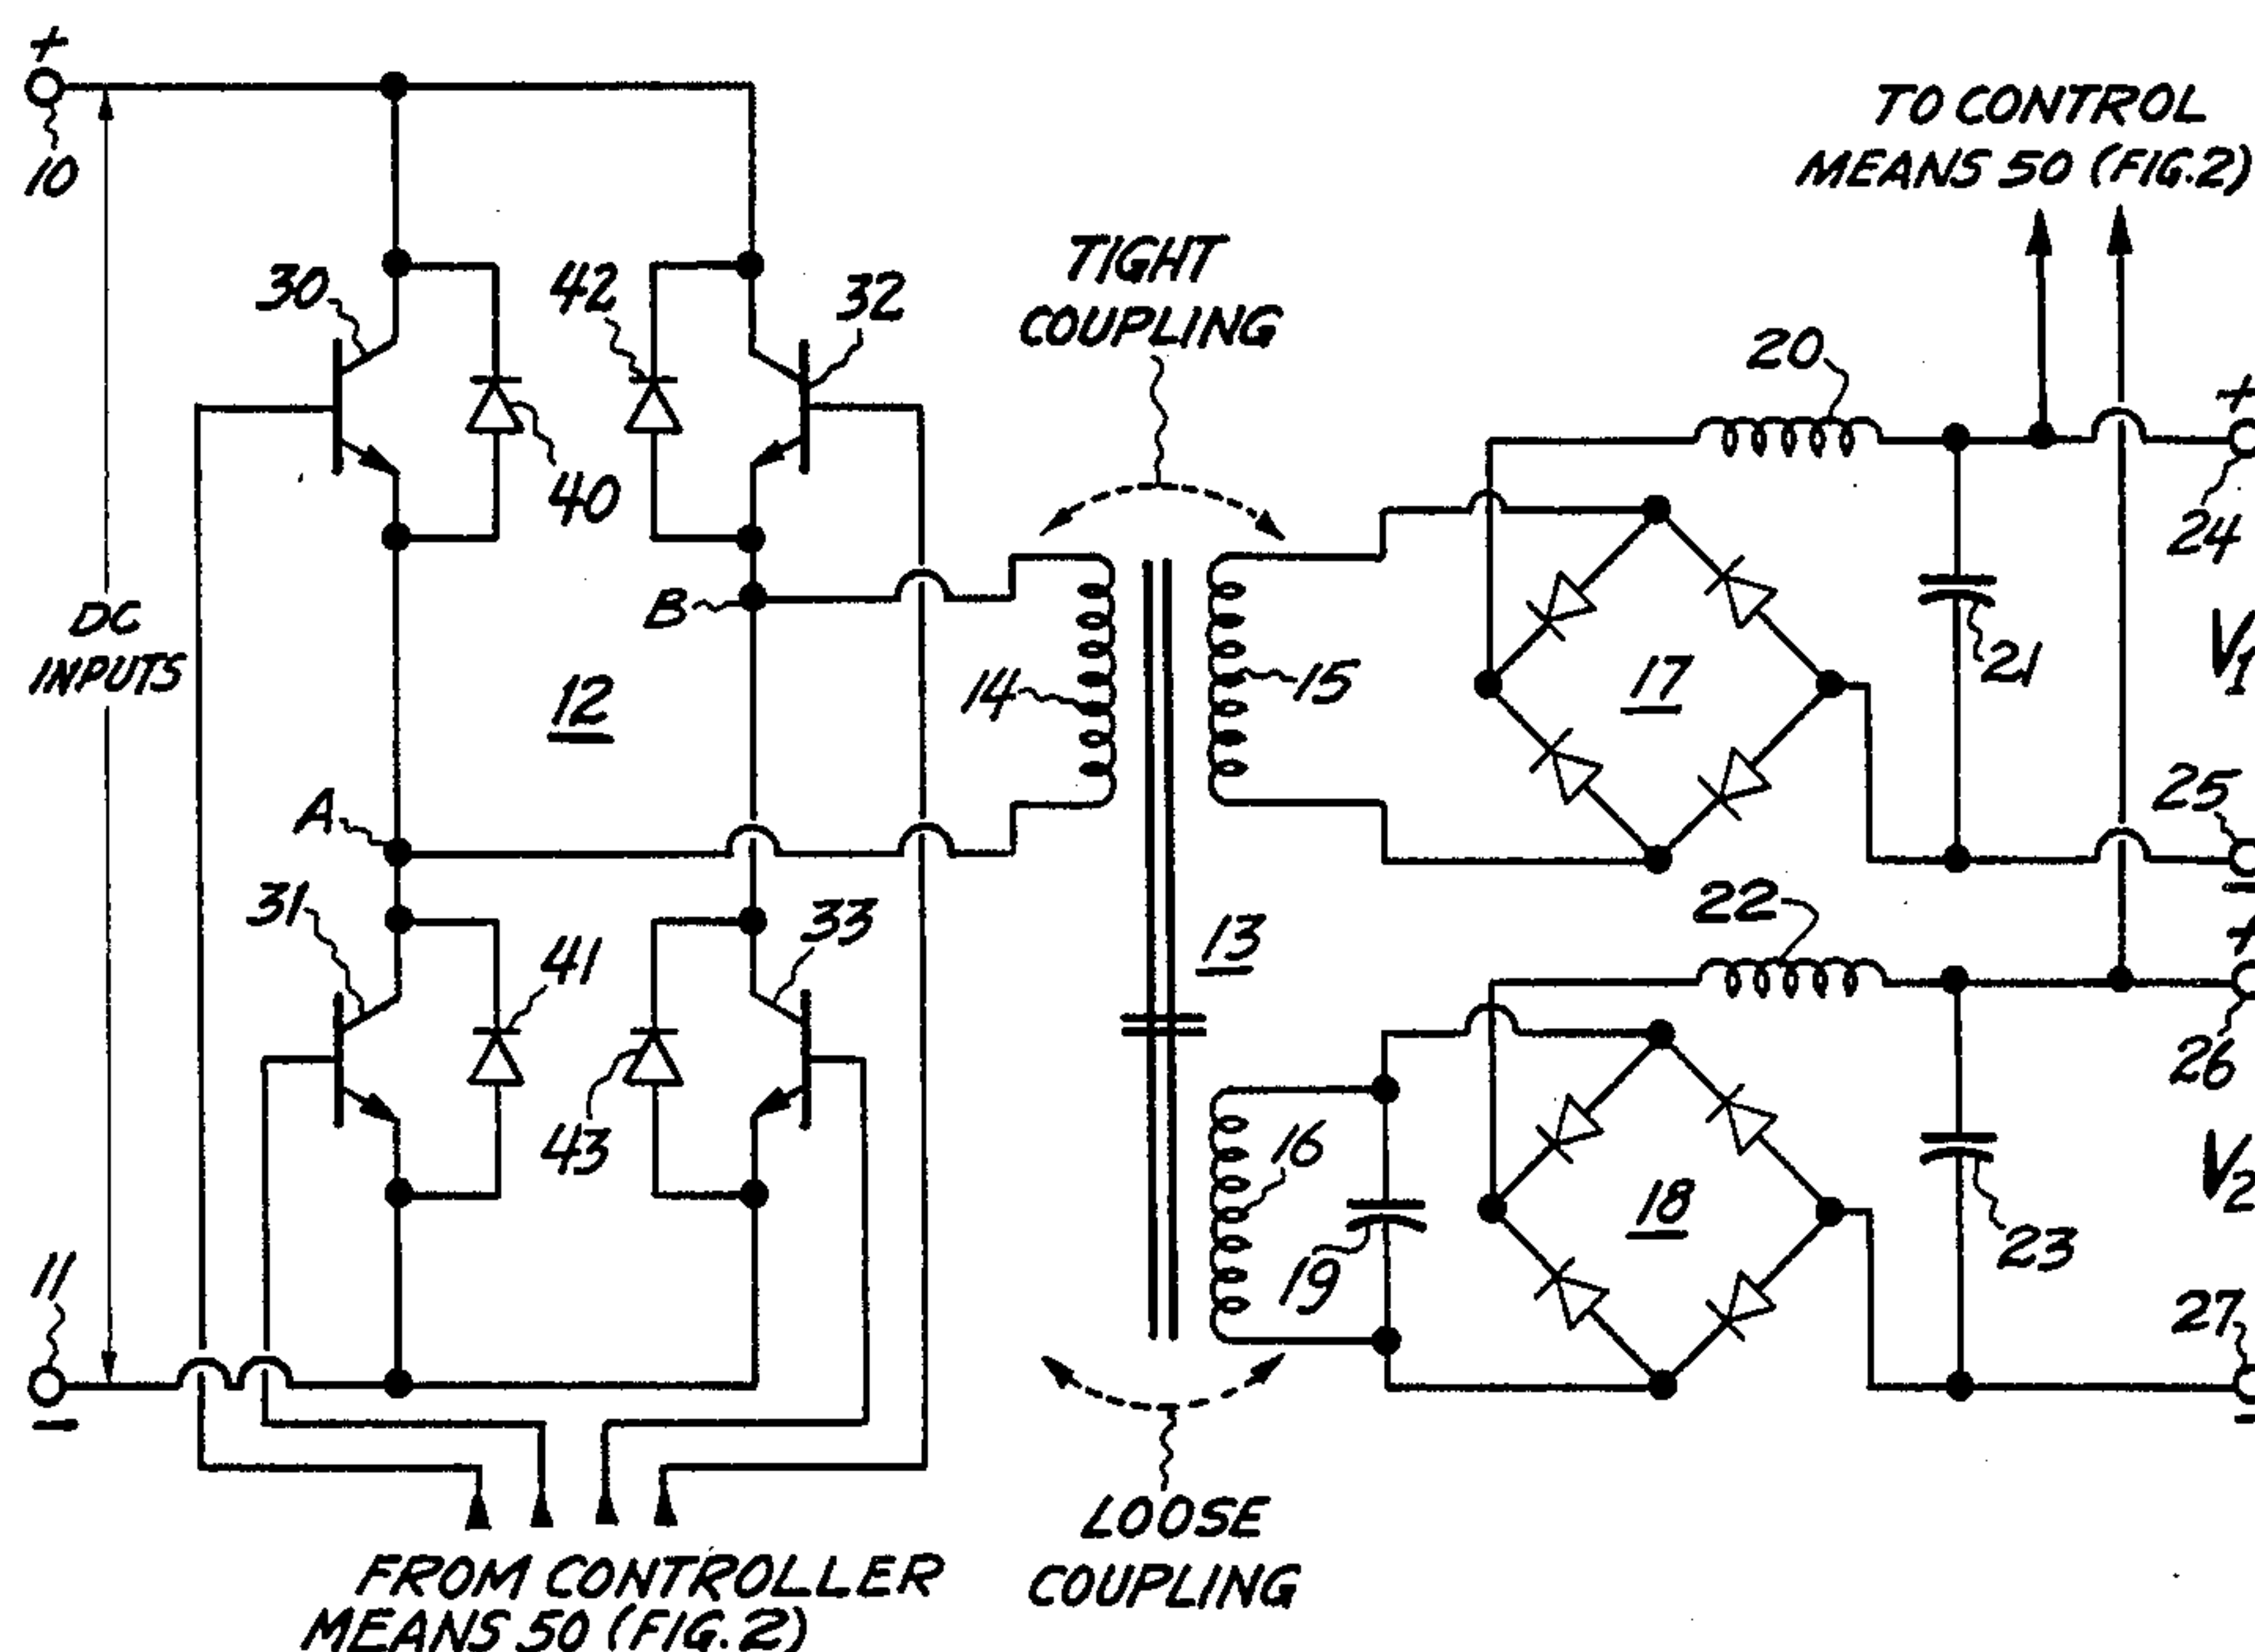 +
10
TO CONTROL
MEANS 50 (FIG.2)
30
42
32
TIGHT
COUPLING
20
+
40
24
DC
INPUTS
B
12
14
15
17
21
V1
A
25
31
41
33
13
22
+
43
16
26
18
19
V2
23
11
27
LOOSE
COUPLING
FROM CONTROLLER
MEANS 50 (FIG.2)